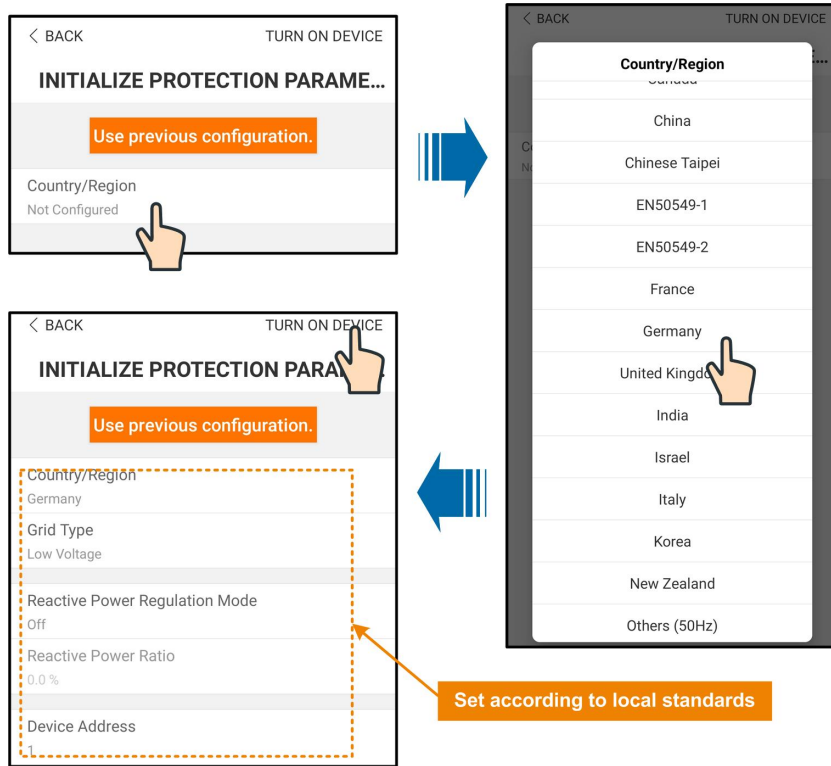 < BACK TURN ON DEVICE
INITIALIZE PROTECTION PARAME...
Use previous configuration.
Country/Region
Not Configured
< BACK TURN ON DEVICE
Country/Region
Canada
China
Chinese Taipei
EN50549-1
EN50549-2
France
Germany
United Kingdo
India
Israel
Italy
Korea
New Zealand
Others (50Hz)
< BACK TURN ON DEVICE
INITIALIZE PROTECTION PARA
Use previous configuration.
Country/Region
Germany
Grid Type
Low Voltage
Reactive Power Regulation Mode
Off
Reactive Power Ratio
0.0 %
Device Address
1
Set according to local standards